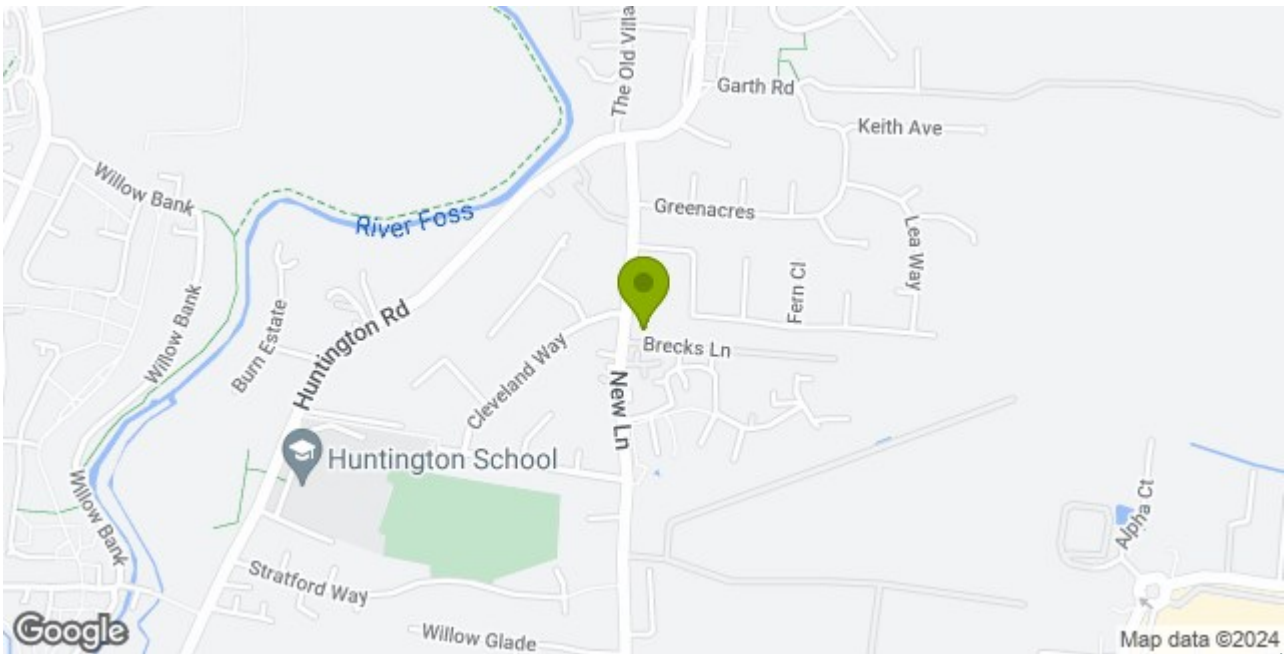 The Old Villa
Garth Rd
Keith Ave
Willow Bank
Greenacres
River Foss
Lea Way
Fern Cl
Willow Bank
Burn Estate
Huntington Rd
Cleveland Way
Brecks Ln
New Ln
Huntington School
Willow Bank
Alpha Ct
Stratford Way
Willow Glade
Google
Map data ©2024